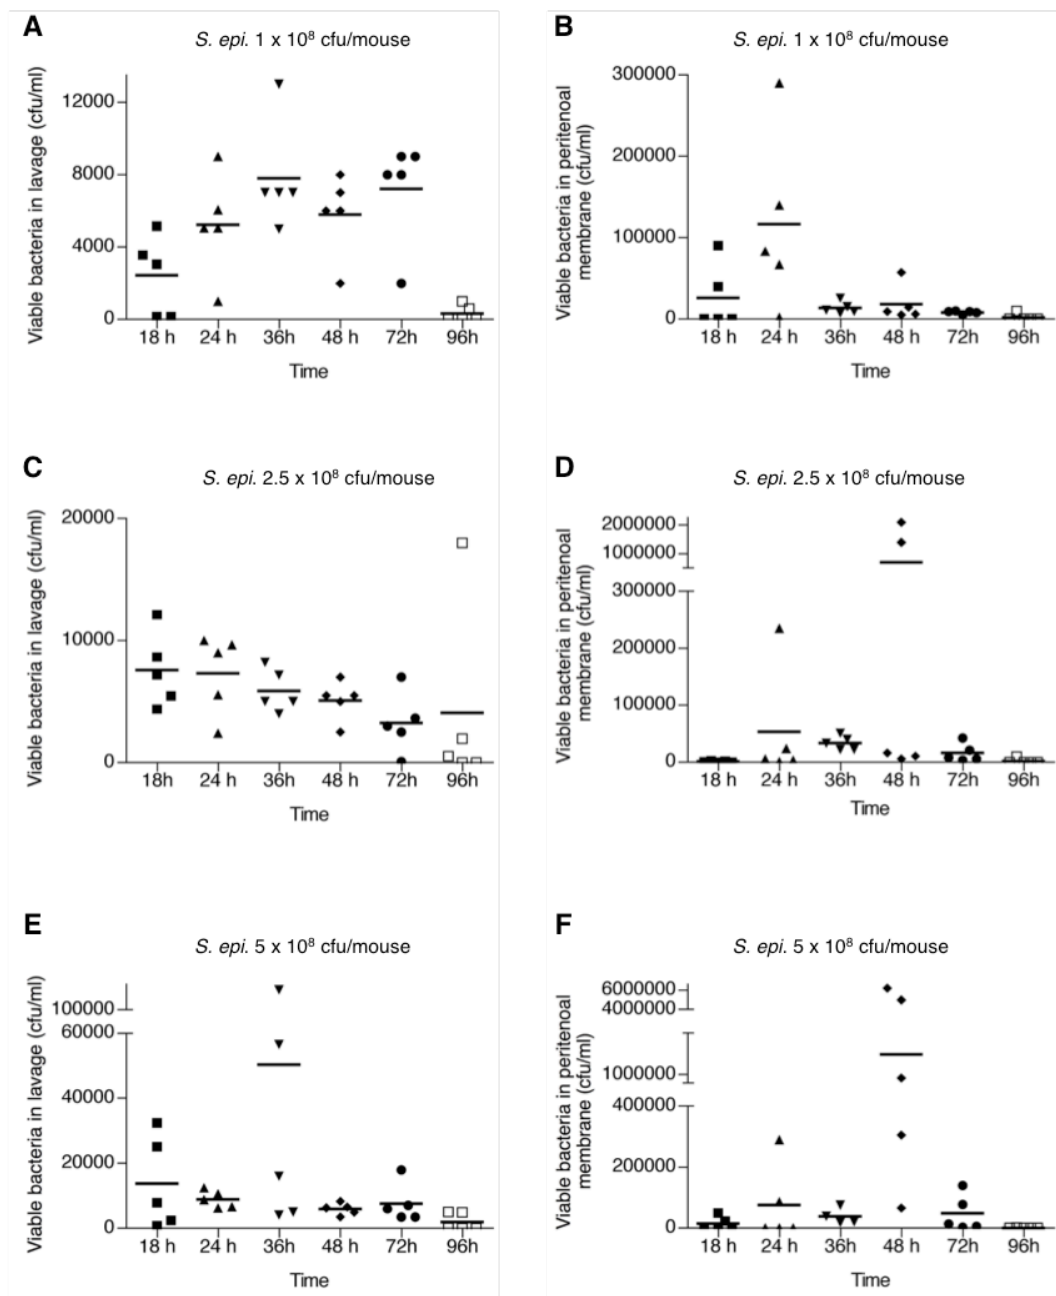 A
S. epi. 1 x 10⁸ cfu/mouse
Viable bacteria in lavage (cfu/ml)
12000
8000
4000
0
18 h 24 h 36h 48 h 72h 96h
Time
B
S. epi. 1 x 10⁸ cfu/mouse
Viable bacteria in peritenoal
membrane (cfu/ml)
300000
200000
100000
0
18 h 24 h 36h 48 h 72h 96h
Time
C
S. epi. 2.5 x 10⁸ cfu/mouse
Viable bacteria in lavage (cfu/ml)
20000
10000
0
18h 24 h 36h 48 h 72h 96h
Time
D
S. epi. 2.5 x 10⁸ cfu/mouse
Viable bacteria in peritenoal
membrane (cfu/ml)
2000000
1000000
300000
200000
100000
0
18h 24 h 36h 48 h 72h 96h
Time
E
S. epi. 5 x 10⁸ cfu/mouse
Viable bacteria in lavage (cfu/ml)
100000
60000
40000
20000
0
18 h 24 h 36h 48 h 72h 96h
Time
F
S. epi. 5 x 10⁸ cfu/mouse
Viable bacteria in peritenoal
membrane (cfu/ml)
6000000
4000000
1000000
400000
200000
0
18 h 24 h 36h 48 h 72h 96h
Time